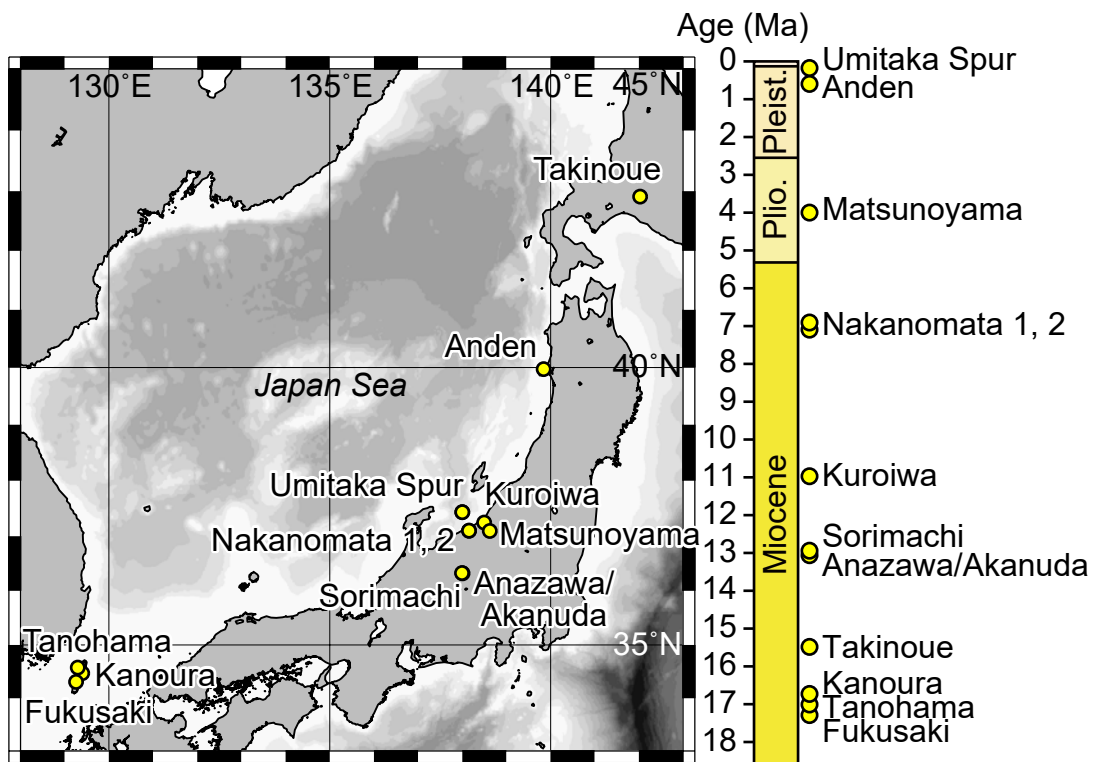 130°E
135°E
140°E
45°N
Takinoue
Anden
40°N
Japan Sea
Umitaka Spur
Kuroiwa
Nakanomata 1, 2
Matsunoyama
Sorimachi
Anazawa/
Akanuda
Tanohama
35°N
Kanoura
Fukusaki
Age (Ma)
0
1
2
3
4
5
6
7
8
9
10
11
12
13
14
15
16
17
18
Pleist.
Plio.
Miocene
Umitaka Spur
Anden
Matsunoyama
Nakanomata 1, 2
Kuroiwa
Sorimachi
Anazawa/Akanuda
Takinoue
Kanoura
Tanohama
Fukusaki